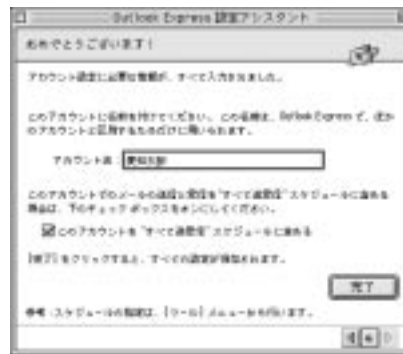 Outlook Express 設定アシスタント
おめでとうございます!
アカウント設定に必要な情報が、すべて入力されました。
このアカウントに名前を付けてください。この名前は、Outlook Express で、ほか
のアカウントと区別するためだけに用いられます。
アカウント名:
このアカウントでのメールの送信と受信を"すべて送受信"スケジュールに含める
場合は、下のチェック ボックスをオンにしてください。
このアカウントを "すべて送受信" スケジュールに含める
[完了] をクリックすると、すべての設定が保存されます。
完了
参考:スケジュールの設定は、[ツール] メニューから行います。